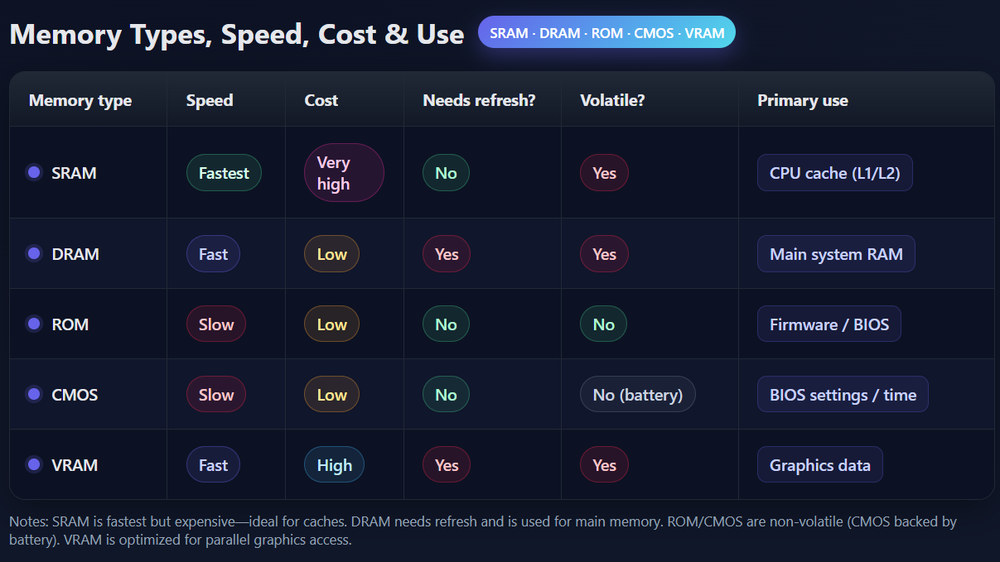 Memory Types, Speed, Cost & Use
SRAM · DRAM · ROM · CMOS · VRAM
Memory type Speed Cost Needs refresh? Volatile? Primary use
SRAM Fastest Very high No Yes CPU cache (L1/L2)
DRAM Fast Low Yes Yes Main system RAM
ROM Slow Low No No Firmware / BIOS
CMOS Slow Low No No (battery) BIOS settings / time
VRAM Fast High Yes Yes Graphics data
Notes: SRAM is fastest but expensive—ideal for caches. DRAM needs refresh and is used for main memory. ROM/CMOS are non-volatile (CMOS backed by
battery). VRAM is optimized for parallel graphics access.